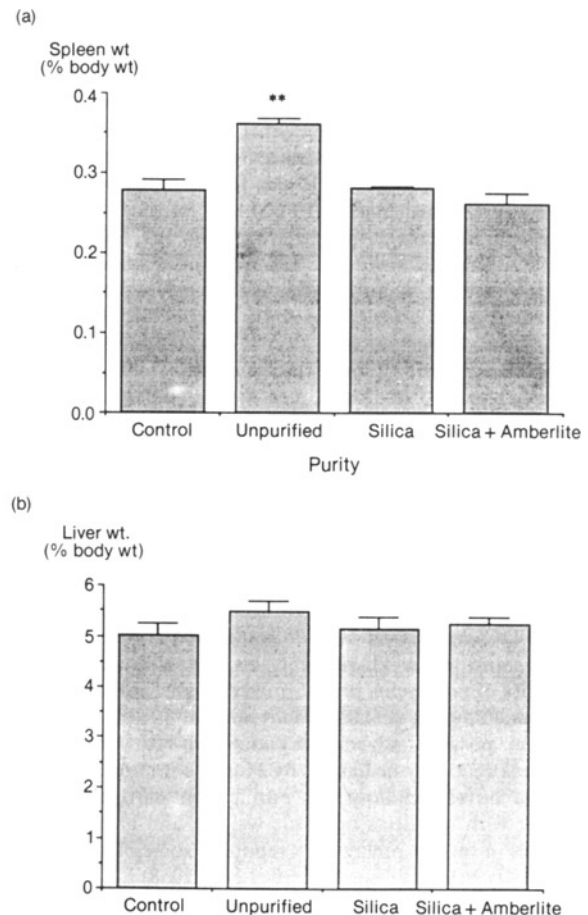 (a)
Spleen wt
(% body wt)
**
0.4
0.3
0.2
0.1
0.0
Control Unpurified Silica Silica + Amberlite
Purity
(b)
Liver wt.
(% body wt)
6
5
4
3
2
1
0
Control Unpurified Silica Silica + Amberlite